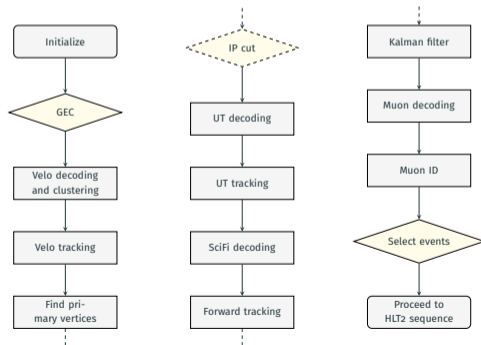 Initialize
GEC
Velo decoding
and clustering
Velo tracking
Find pri-
mary vertices
IP cut
UT decoding
UT tracking
SciFi decoding
Forward tracking
Kalman filter
Muon decoding
Muon ID
Select events
Proceed to
HLT2 sequence